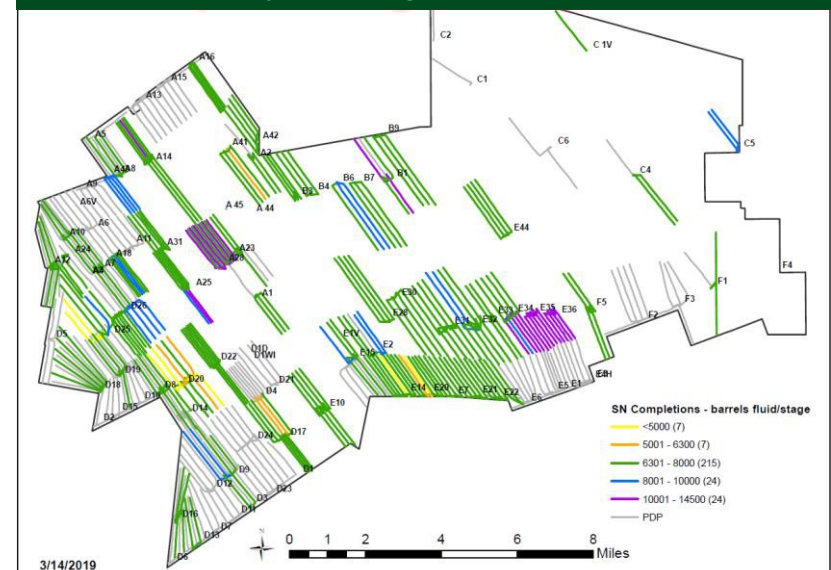 C2
C 1V
C1
A16
A15
A13
A5
A42
B9
C5
A41
A2
C6
A14
A8
B6
B7
B1
C4
A9
B3
B4
A6V
A 45
A 44
A6
A10
E44
A11
A24
A31
A23
A12
A18
A7
A28
F4
A25
A1
F1
E30
D26
F5
F3
E28
E31
E32
E33
E34
E35
E36
F2
D5
D25
E1V
E2
D1D
D1WI
E15
D22
D19
D20
D21
D18
D8
D4
E14
E20
E7
E21
E22
E6
E5
E1
D2
D15
D14
E10
D24
D17
D9
D1
D12
D3
D23
D16
D11
D7
D13
D6
SN Completions - barrels fluid/stage
<5000 (7)
5001 - 6300 (7)
6301 - 8000 (215)
8001 - 10000 (24)
10001 - 14500 (24)
PDP
N
0 1 2 4 6 8
Miles
3/14/2019